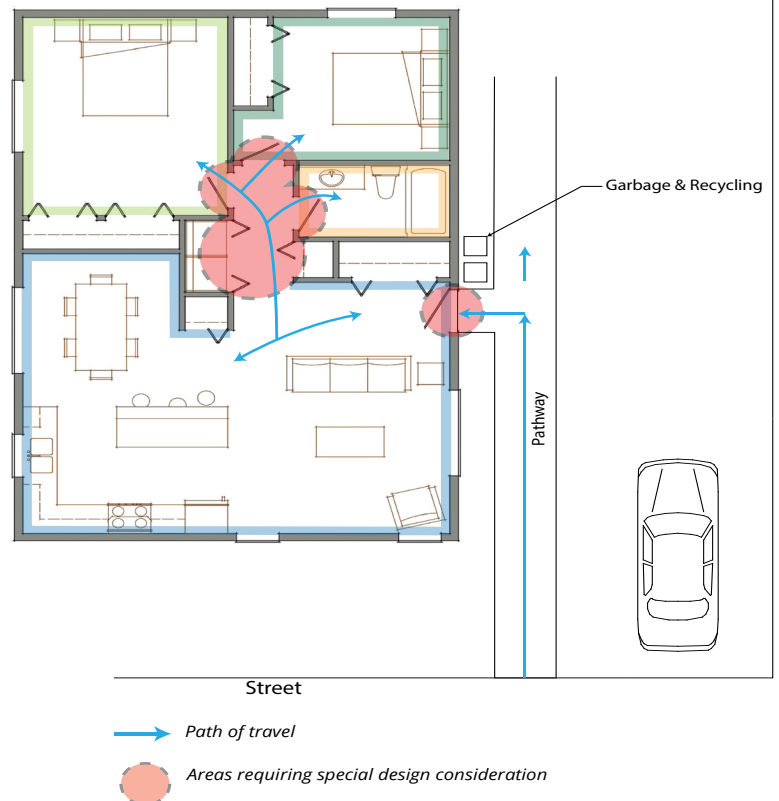 Garbage & Recycling
Pathway
Street
Path of travel
Areas requiring special design consideration